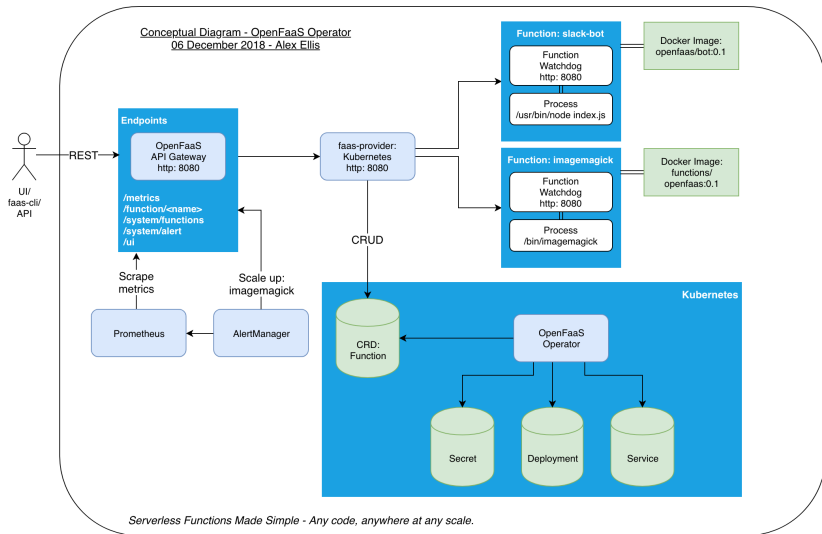 Conceptual Diagram - OpenFaaS Operator
06 December 2018 - Alex Ellis
Function: slack-bot
Function
Watchdog
http: 8080
Process
/usr/bin/node index.js
Docker Image:
openfaas/bot:0.1
Endpoints
OpenFaaS
API Gateway
http: 8080
/metrics
/function/<name>
/system/functions
/system/alert
/ui
REST
UI/
faas-cli/
API
faas-provider:
Kubernetes
http: 8080
Function: imagemagick
Function
Watchdog
http: 8080
Process
/bin/imagemagick
Docker Image:
functions/
openfaas:0.1
CRUD
Scrape
metrics
Scale up:
imagemagick
Prometheus
AlertManager
Kubernetes
CRD:
Function
OpenFaaS
Operator
Secret
Deployment
Service
Serverless Functions Made Simple - Any code, anywhere at any scale.